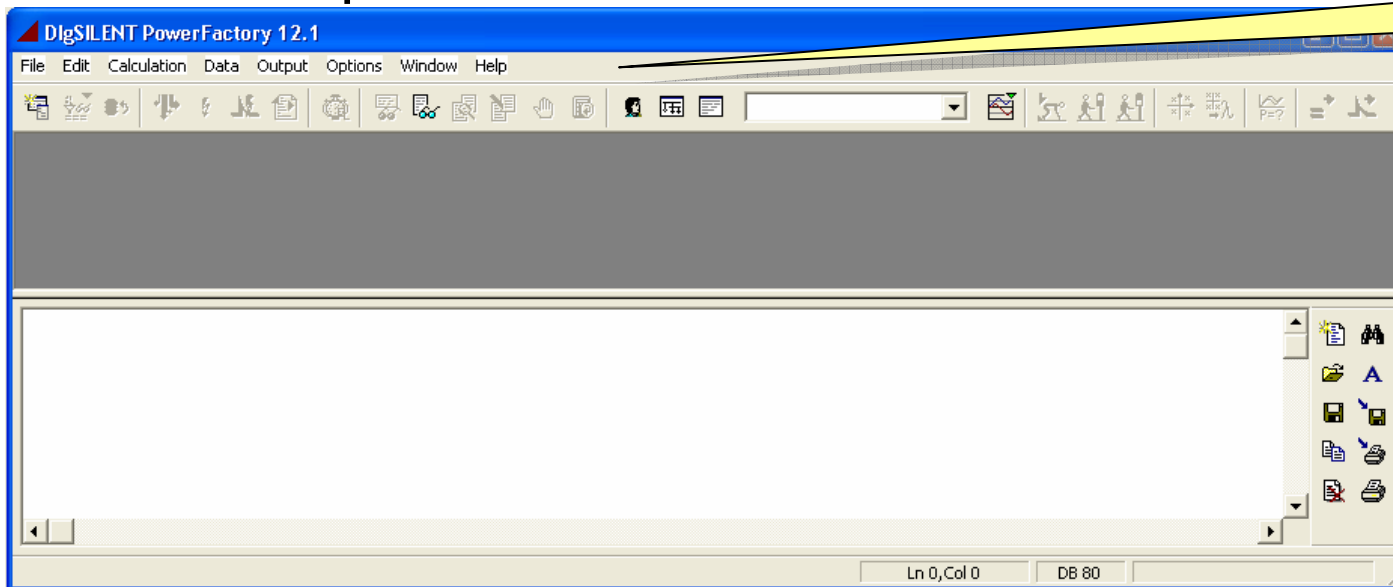 DIgSILENT PowerFactory 12.1
File Edit Calculation Data Output Options Window Help
P=?
A
Ln 0,Col 0 DB 80